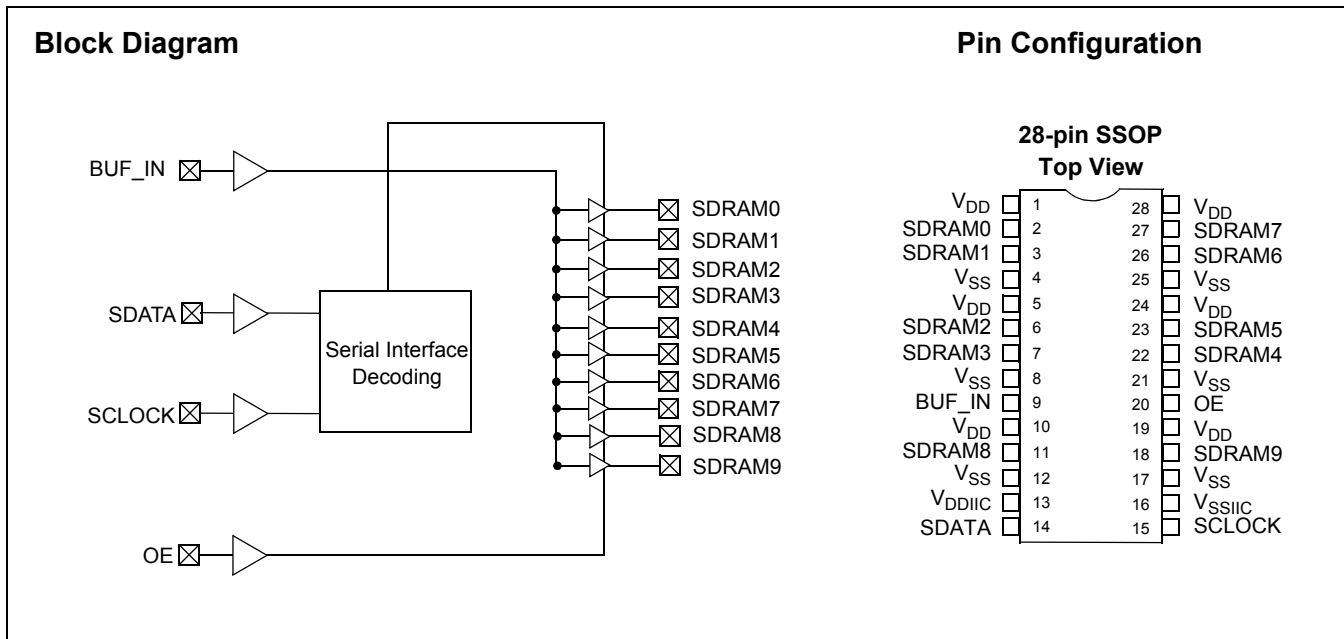 Block Diagram
BUF_IN
SDATA
SCLOCK
OE
Serial Interface
Decoding
SDRAM0
SDRAM1
SDRAM2
SDRAM3
SDRAM4
SDRAM5
SDRAM6
SDRAM7
SDRAM8
SDRAM9
Pin Configuration
28-pin SSOP
Top View
VDD 1 28 VDD
SDRAM0 2 27 SDRAM7
SDRAM1 3 26 SDRAM6
VSS 4 25 VSS
VDD 5 24 VDD
SDRAM2 6 23 SDRAM5
SDRAM3 7 22 SDRAM4
VSS 8 21 VSS
BUF_IN 9 20 OE
VDD 10 19 VDD
SDRAM8 11 18 SDRAM9
VSS 12 17 VSS
VDDIIC 13 16 VSSIIC
SDATA 14 15 SCLOCK